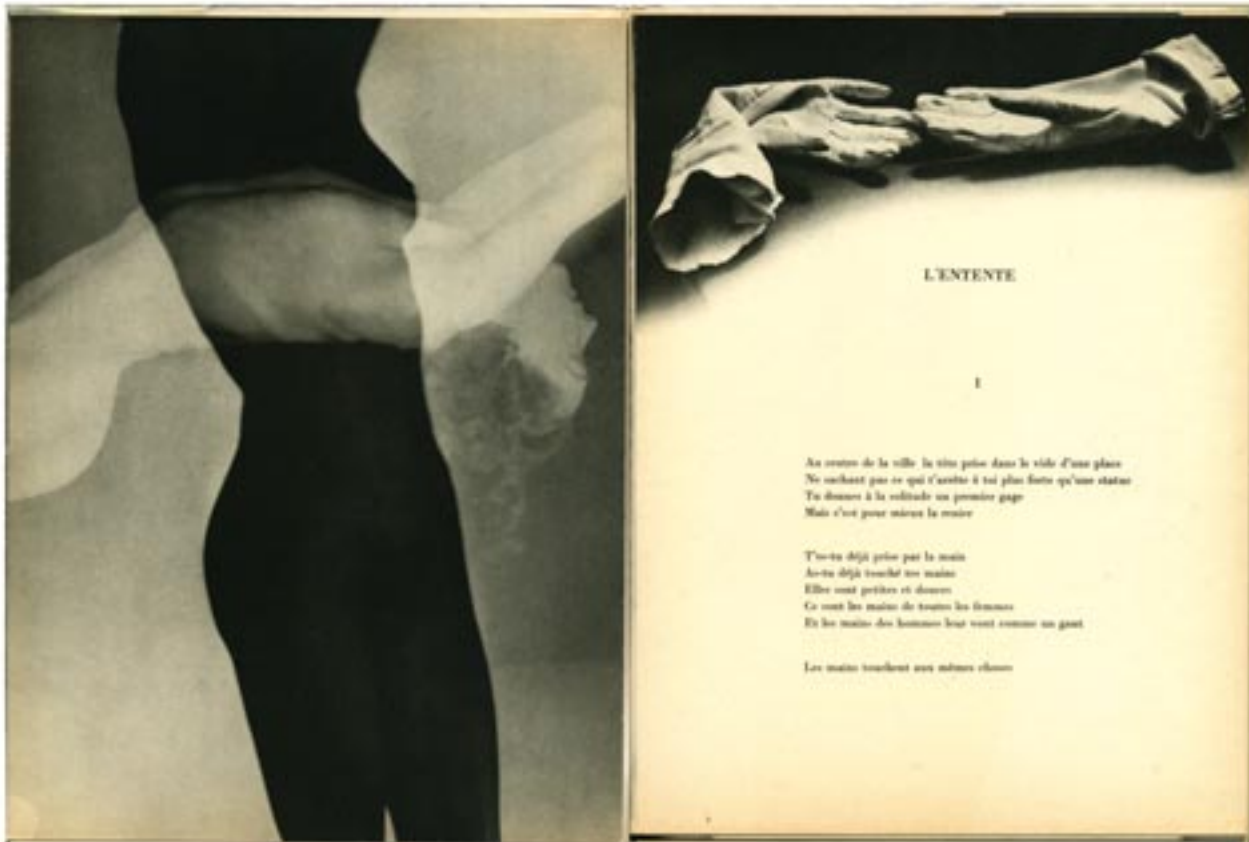 L'ENTENTE
I
Au centre de la ville la tête prise dans le vide d'une place
Ne sachant pas ce qui t'arrête ô toi plus forte qu'une statue
Tu donnes à la solitude un premier gage
Mais c'est pour mieux la renier
T'es-tu déjà prise par la main
As-tu déjà touché tes mains
Elles sont petites et douces
Ce sont les mains de toutes les femmes
Et les mains des hommes leur vont comme un gant
Les mains touchent aux mêmes choses